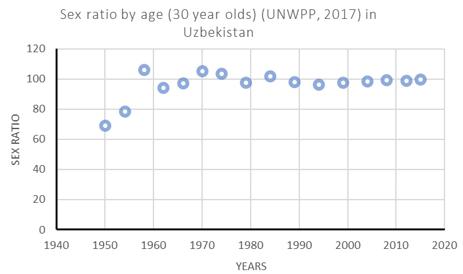 Sex ratio by age (30 year olds) (UNWPP, 2017) in
Uzbekistan
120
100
80
60
40
20
0
SEX RATIO
1940 1950 1960 1970 1980 1990 2000 2010 2020
YEARS